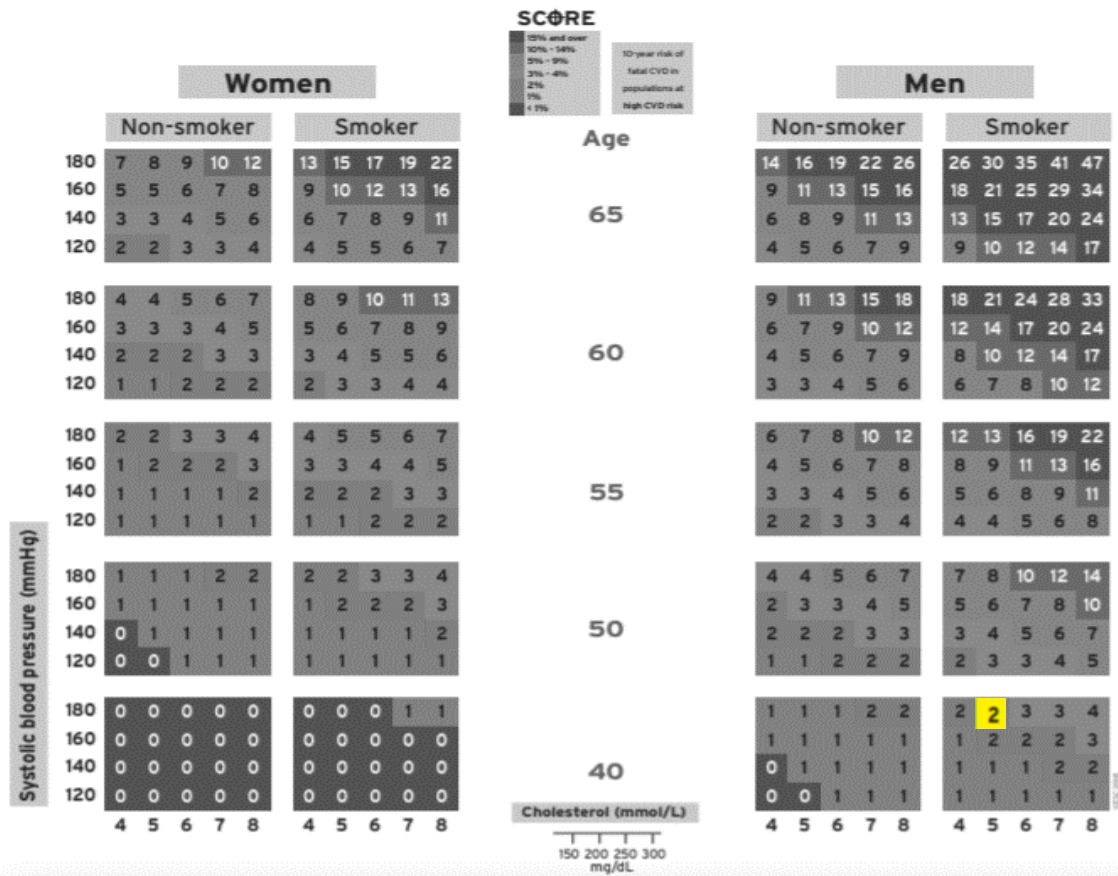 SCORE
15% and over
10% - 14%
5% - 9%
3% - 4%
2%
1%
< 1%
10-year risk of
fatal CVD in
populations at
high CVD risk
Women
Men
Non-smoker
Smoker
Age
Non-smoker
Smoker
180 7 8 9 10 12 13 15 17 19 22 14 16 19 22 26 26 30 35 41 47
160 5 5 6 7 8 9 10 12 13 16 9 11 13 15 16 18 21 25 29 34
65
140 3 3 4 5 6 6 7 8 9 11 6 8 9 11 13 13 15 17 20 24
120 2 2 3 3 4 4 5 5 6 7 4 5 6 7 9 9 10 12 14 17
180 4 4 5 6 7 8 9 10 11 13 9 11 13 15 18 18 21 24 28 33
160 3 3 3 4 5 5 6 7 8 9 6 7 9 10 12 12 14 17 20 24
60
140 2 2 2 3 3 3 4 5 5 6 4 5 6 7 9 8 10 12 14 17
120 1 1 2 2 2 2 3 3 4 4 3 3 4 5 6 6 7 8 10 12
180 2 2 3 3 4 4 5 5 6 7 6 7 8 10 12 12 13 16 19 22
160 1 2 2 2 3 3 3 4 4 5 4 5 6 7 8 8 9 11 13 16
55
140 1 1 1 1 2 2 2 2 3 3 3 3 4 5 6 5 6 8 9 11
120 1 1 1 1 1 1 1 2 2 2 2 2 3 3 4 4 4 5 6 8
180 1 1 1 2 2 2 2 3 3 4 4 4 5 6 7 7 8 10 12 14
160 1 1 1 1 1 1 2 2 2 3 2 3 3 4 5 5 6 7 8 10
50
140 0 1 1 1 1 1 1 1 1 2 2 2 2 3 3 3 4 5 6 7
120 0 0 1 1 1 1 1 1 1 1 1 1 2 2 2 2 3 3 4 5
180 0 0 0 0 0 0 0 0 1 1 1 1 1 2 2 2 2 3 3 4
160 0 0 0 0 0 0 0 0 0 0 1 1 1 1 1 1 2 2 2 3
40
140 0 0 0 0 0 0 0 0 0 0 0 1 1 1 1 1 1 1 2 2
120 0 0 0 0 0 0 0 0 0 0 0 0 1 1 1 1 1 1 1 1
4 5 6 7 8 4 5 6 7 8 4 5 6 7 8 4 5 6 7 8
Systolic blood pressure (mmHg)
Cholesterol (mmol/L)
150 200 250 300
mg/dL